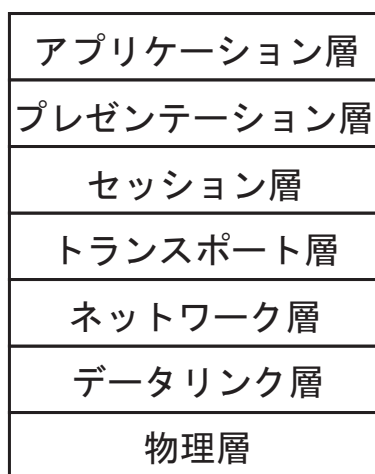 アプリケーション層
プレゼンテーション層
セッション層
トランスポート層
ネットワーク層
データリンク層
物理層